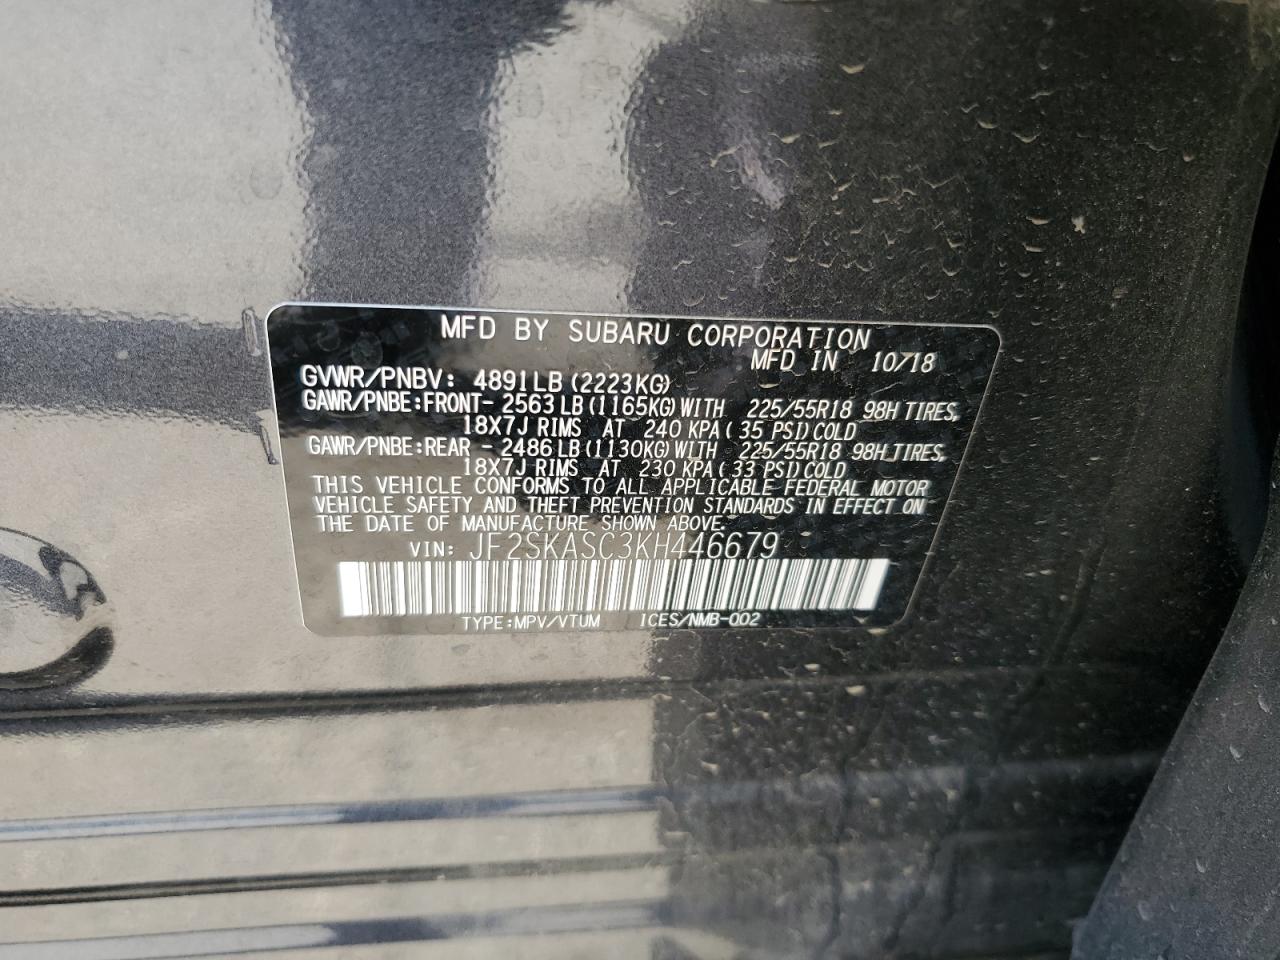 MFD BY SUBARU CORPORATION
MFD IN 10/18
GVWR/PNBV: 4891LB (2223KG)
GAWR/PNBE:FRONT- 2563LB (1165KG) WITH 225/55R18 98H TIRES,
18X7J RIMS AT 240 KPA (35 PSI) COLD
GAWR/PNBE:REAR - 2486LB (1130KG) WITH 225/55R18 98H TIRES,
18X7J RIMS AT 230 KPA (33 PSI) COLD
THIS VEHICLE CONFORMS TO ALL APPLICABLE FEDERAL MOTOR
VEHICLE SAFETY AND THEFT PREVENTION STANDARDS IN EFFECT ON
THE DATE OF MANUFACTURE SHOWN ABOVE.
VIN: JF2SKASC3KH446679
TYPE:MPV/VTUM ICES/NMB-002